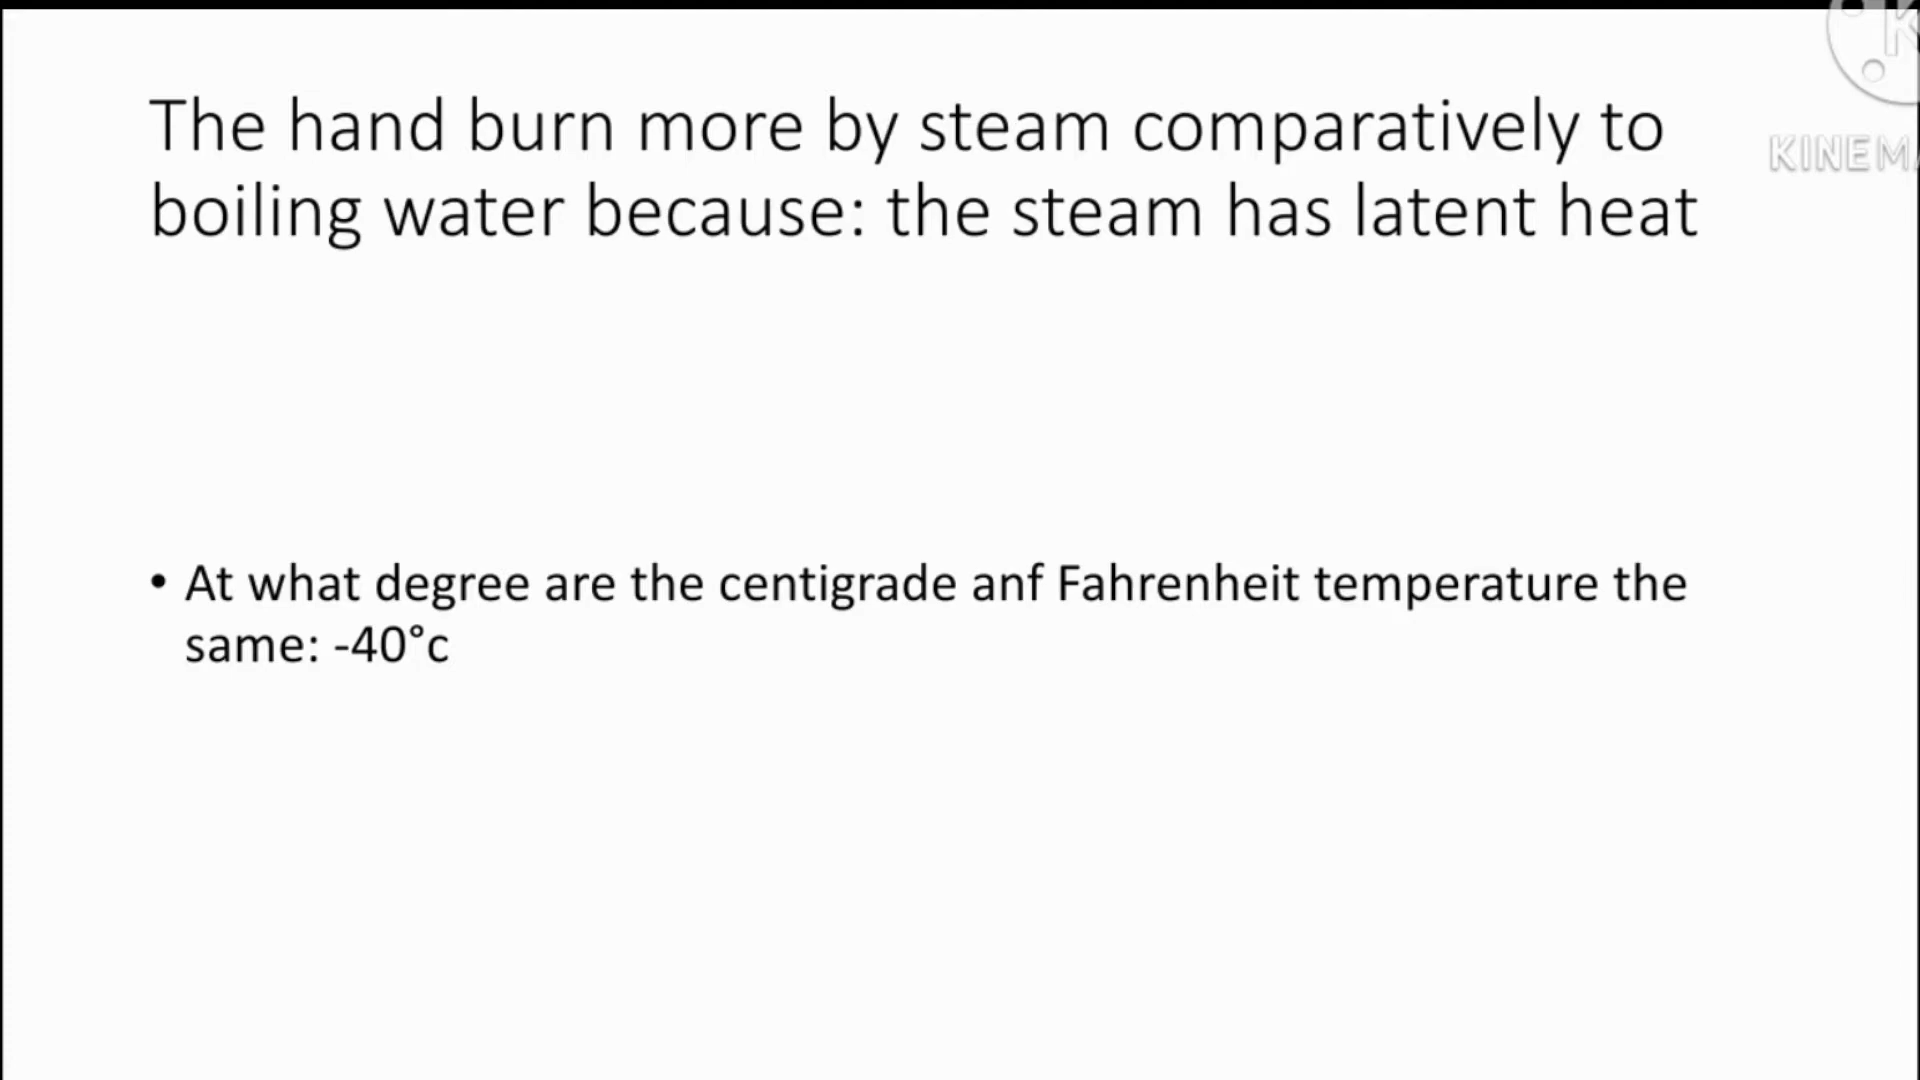 The hand burn more by steam comparatively to
boiling water because: the steam has latent heat
• At what degree are the centigrade anf Fahrenheit temperature the
same: -40°c
K
KINEMA